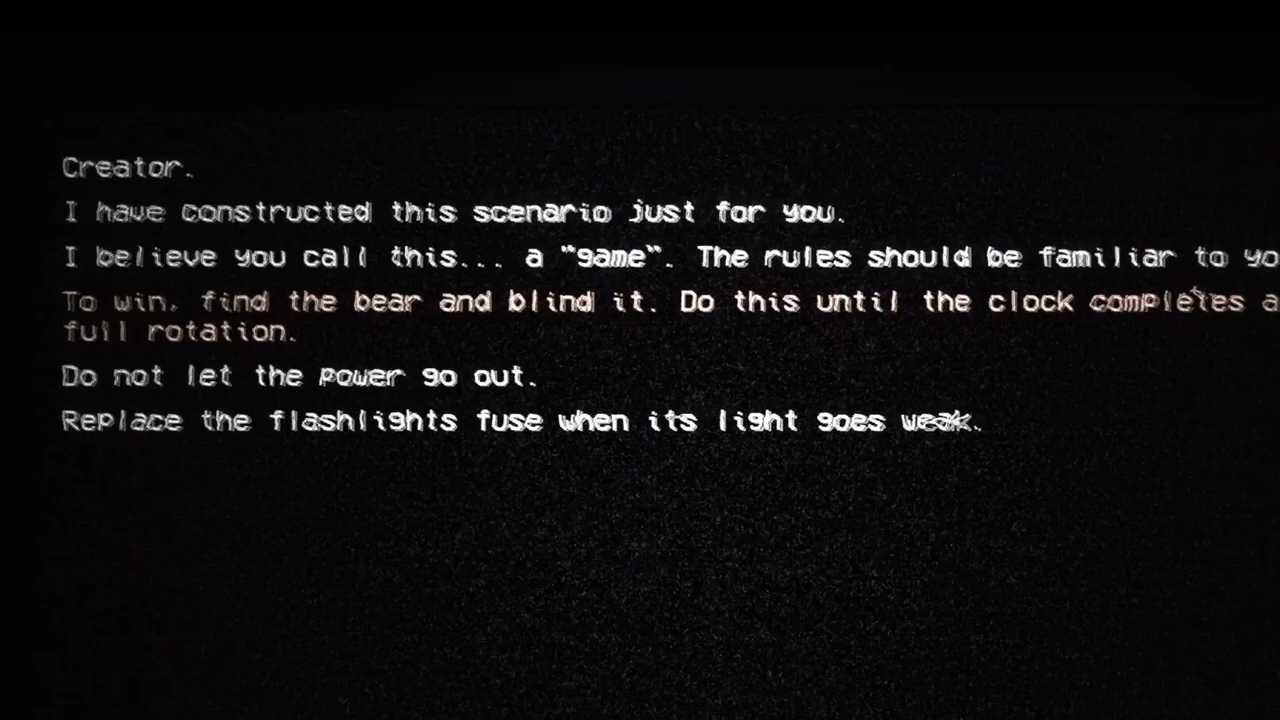 Creator.
I have constructed this scenario just for you.
I believe you call this... a "game". The rules should be familiar to yo
To win, find the bear and blind it. Do this until the clock completes a
full rotation.
Do not let the power go out.
Replace the flashlights fuse when its light goes weak.